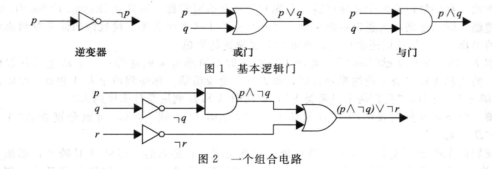 p ¬p p q p∨q p q p∧q
逆变器 或门 与门
图 1 基本逻辑门
p q p∧¬q
¬q (p∧¬q)∨¬r
r ¬r
图 2 一个组合电路